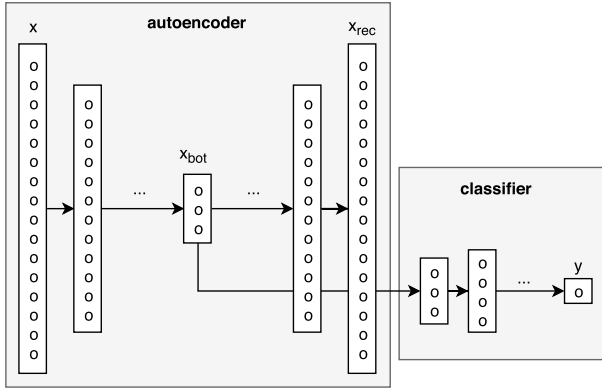 autoencoder
x
x_rec
x_bot
...
...
classifier
y
...
o o o o o o o o o o o o o o o o
o o o o o o o o o o o o
o o o
o o o o o o o o o o o o
o o o o o o o o o o o o o o o o
o o o
o o o o
o